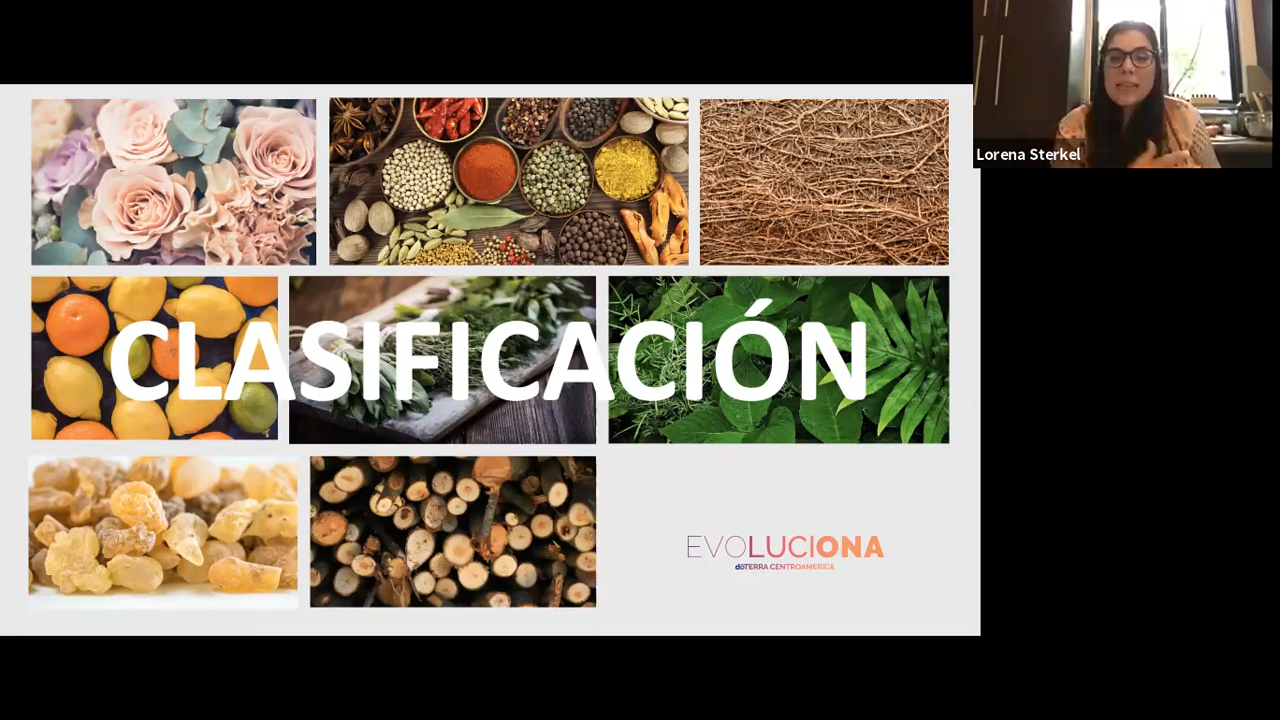 Lorena Sterkel
CLASIFICACIÓN
EVOLUCIONA
dōTERRA CENTROAMÉRICA